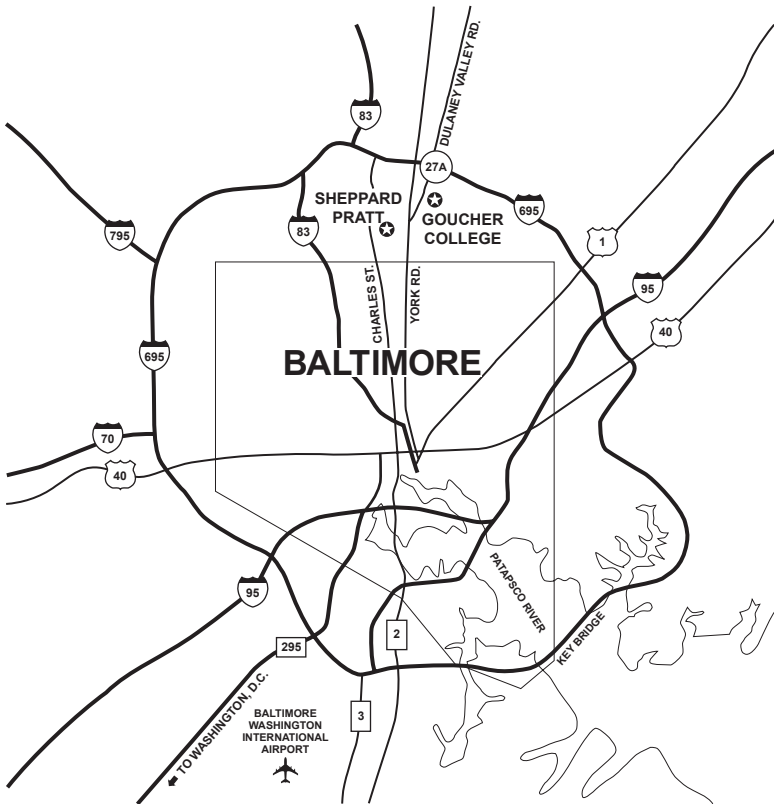 DULANEY VALLEY RD.
83
27A
SHEPPARD
PRATT
GOUCHER
COLLEGE
695
83
795
1
95
CHARLES ST.
YORK RD.
40
695
BALTIMORE
70
40
PATAPSCO RIVER
95
KEY BRIDGE
2
295
TO WASHINGTON, D.C.
3
BALTIMORE
WASHINGTON
INTERNATIONAL
AIRPORT